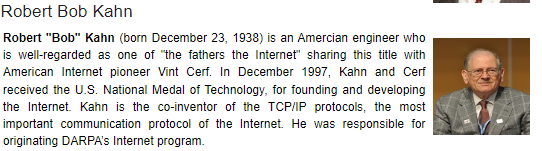 Robert Bob Kahn
Robert "Bob" Kahn (born December 23, 1938) is an Amercian engineer who
is well-regarded as one of "the fathers the Internet" sharing this title with
American Internet pioneer Vint Cerf. In December 1997, Kahn and Cerf
received the U.S. National Medal of Technology, for founding and developing
the Internet. Kahn is the co-inventor of the TCP/IP protocols, the most
important communication protocol of the Internet. He was responsible for
originating DARPA's Internet program.